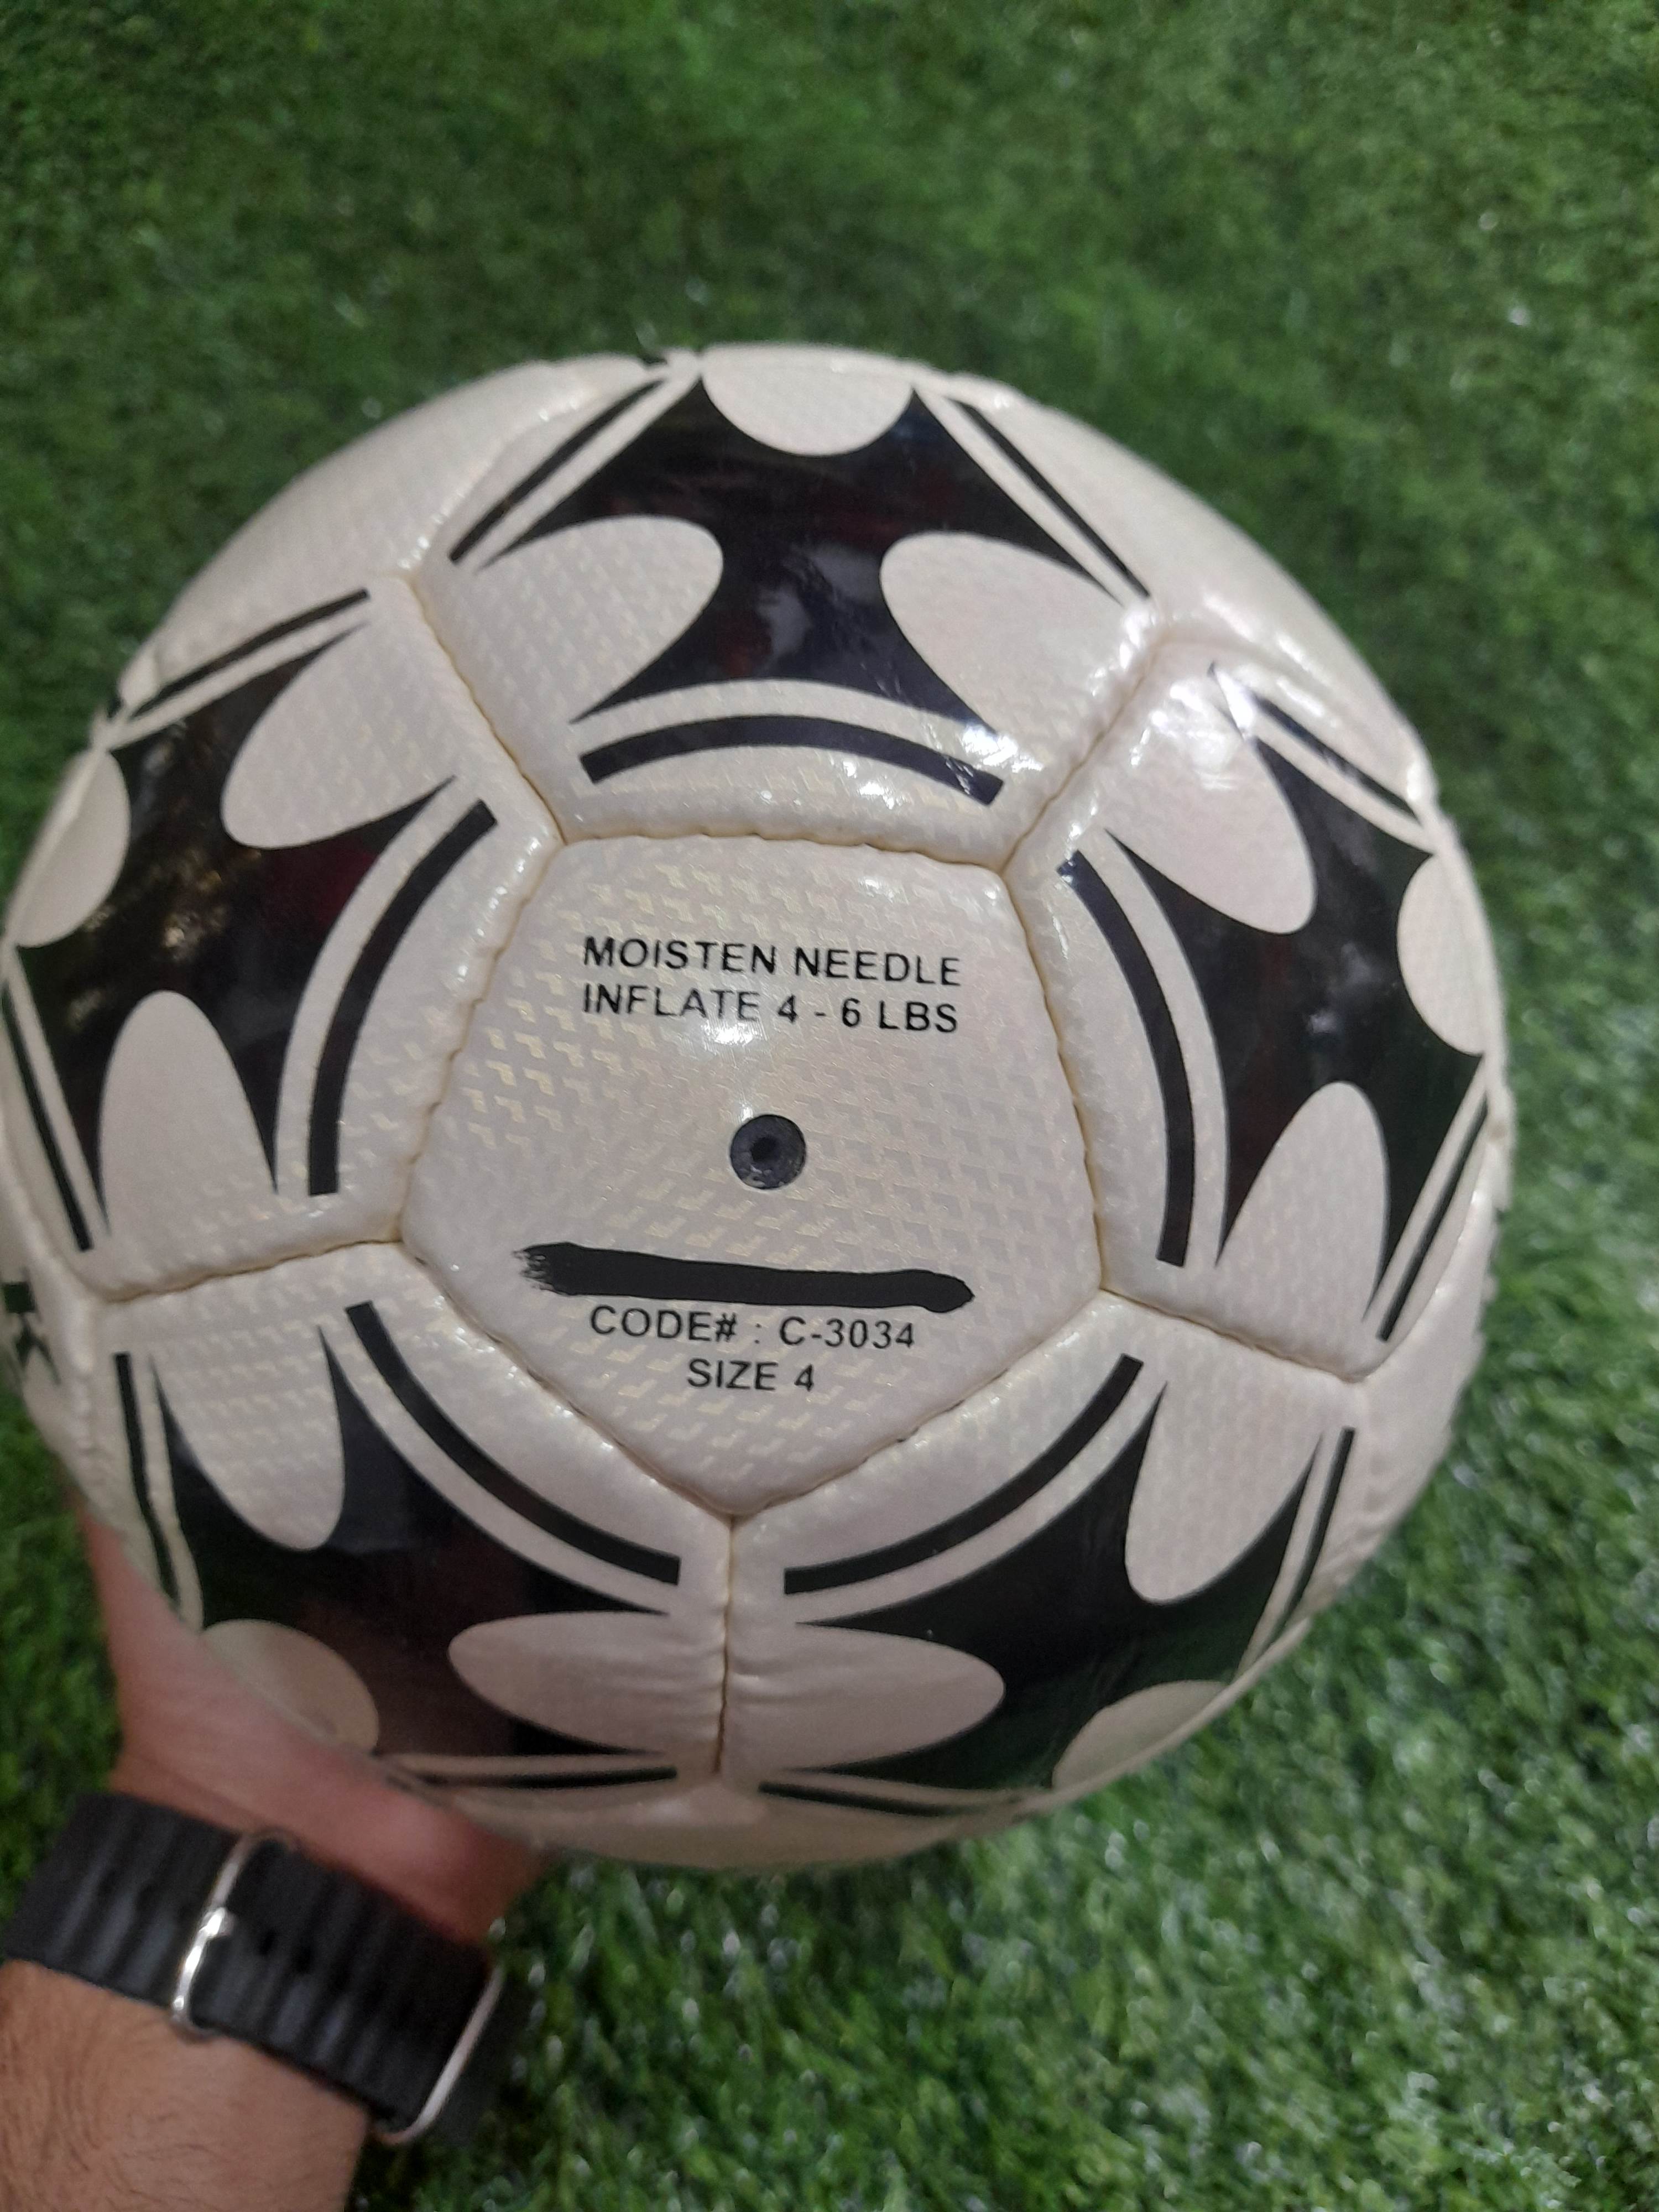 MOISTEN NEEDLE
INFLATE 4 - 6 LBS
CODE# : C-3034
SIZE 4
K